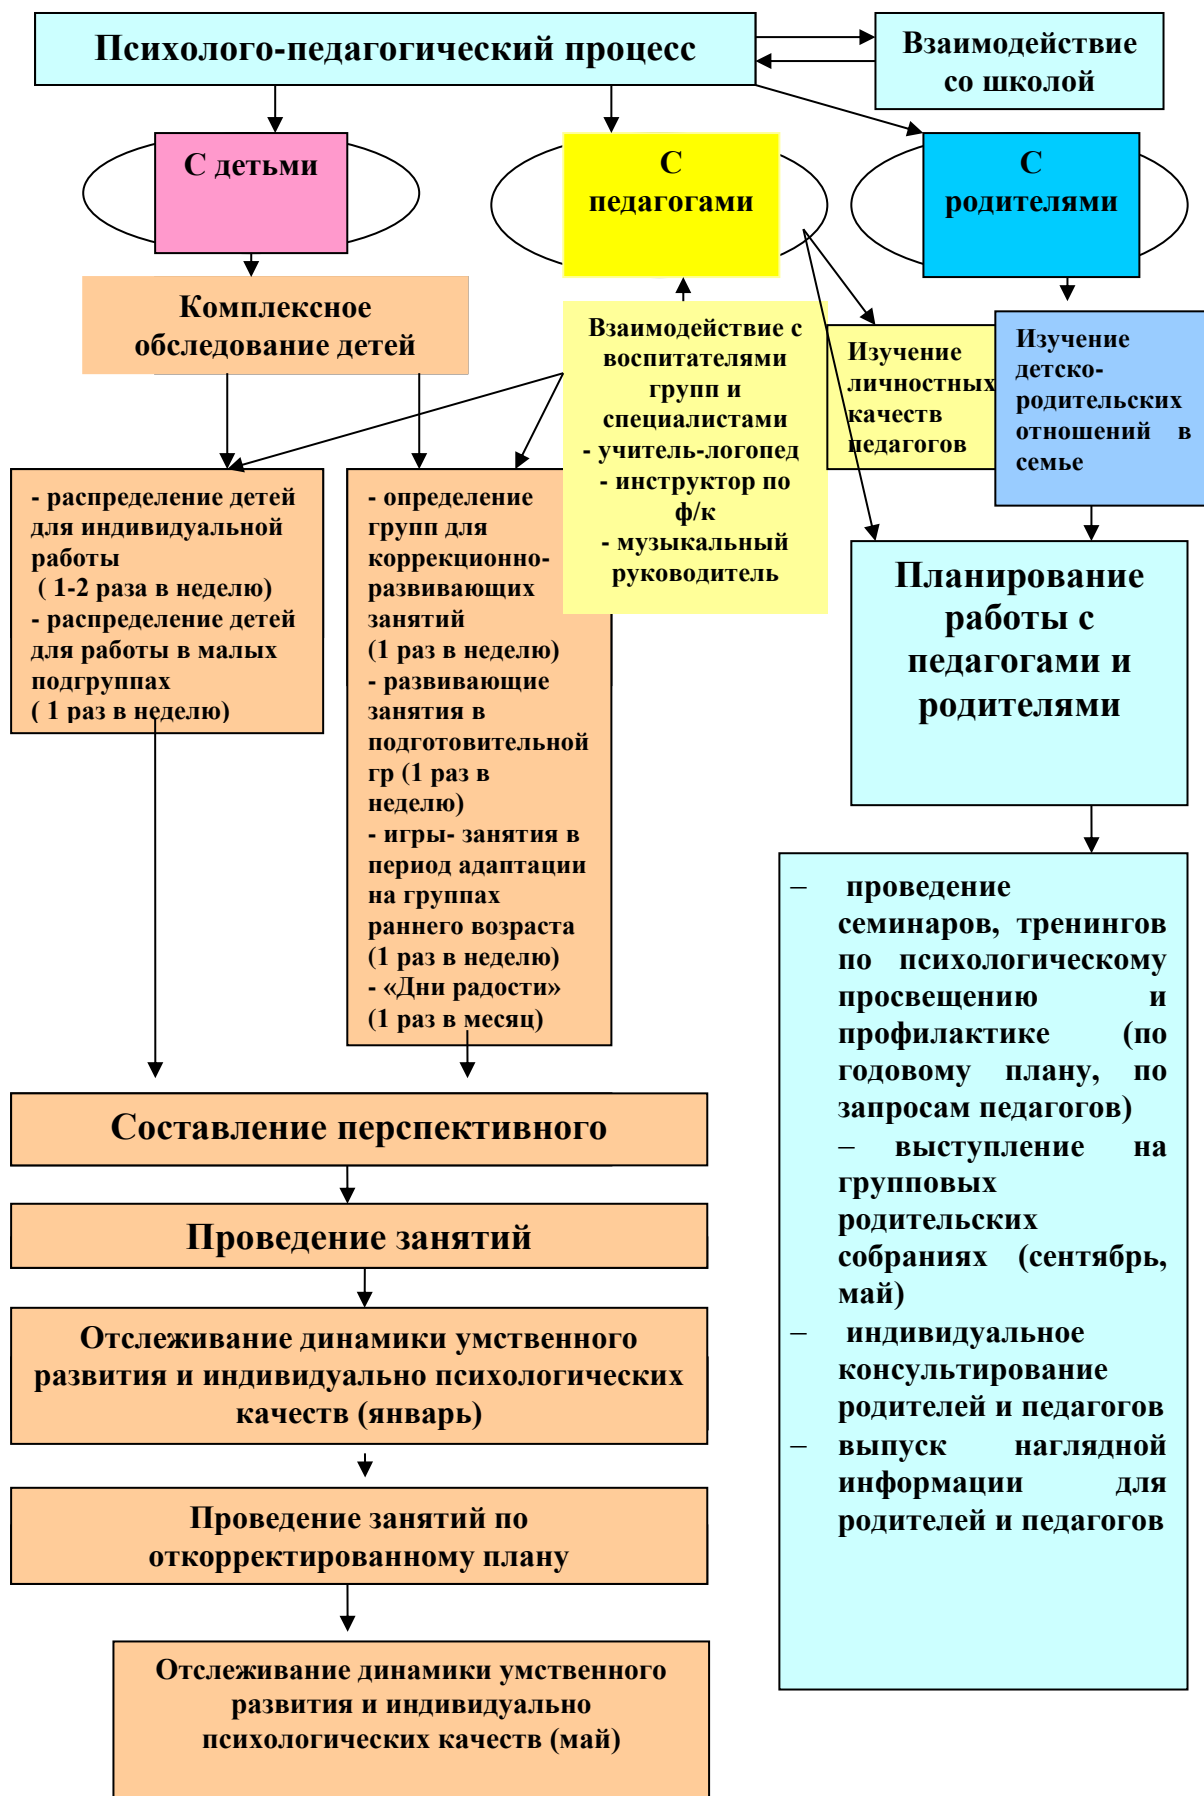 Психолого-педагогический процесс
Взаимодействие
со школой
С детьми
С
педагогами
С
родителями
Комплексное
обследование детей
Взаимодействие с
воспитателями
групп и
специалистами
- учитель-логопед
- инструктор по
ф/к
- музыкальный
руководитель
Изучение
личностных
качеств
педагогов
Изучение
детско-
родительских
отношений в
семье
- распределение детей
для индивидуальной
работы
( 1-2 раза в неделю)
- распределение детей
для работы в малых
подгруппах
( 1 раз в неделю)
- определение
групп для
коррекционно-
развивающих
занятий
(1 раз в неделю)
- развивающие
занятия в
подготовительной
гр (1 раз в
неделю)
- игры- занятия в
период адаптации
на группах
раннего возраста
(1 раз в неделю)
- «Дни радости»
(1 раз в месяц)
Планирование
работы с
педагогами и
родителями
– проведение
семинаров, тренингов
по психологическому
просвещению и
профилактике (по
годовому плану, по
запросам педагогов)
– выступление на
групповых
родительских
собраниях (сентябрь,
май)
– индивидуальное
консультирование
родителей и педагогов
– выпуск наглядной
информации для
родителей и педагогов
Составление перспективного
Проведение занятий
Отслеживание динамики умственного
развития и индивидуально психологических
качеств (январь)
Проведение занятий по
откорректированному плану
Отслеживание динамики умственного
развития и индивидуально
психологических качеств (май)